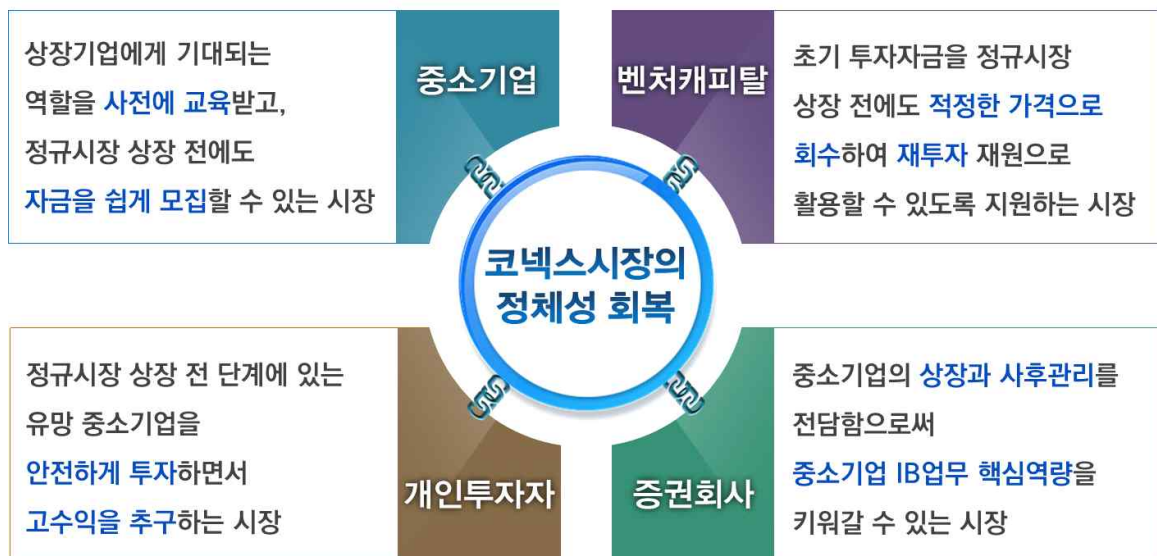 상장기업에게 기대되는
역할을 사전에 교육받고,
정규시장 상장 전에도
자금을 쉽게 모집할 수 있는 시장
중소기업
벤처캐피탈
초기 투자자금을 정규시장
상장 전에도 적정한 가격으로
회수하여 재투자 재원으로
활용할 수 있도록 지원하는 시장
코넥스시장의
정체성 회복
정규시장 상장 전 단계에 있는
유망 중소기업을
안전하게 투자하면서
고수익을 추구하는 시장
개인투자자
증권회사
중소기업의 상장과 사후관리를
전담함으로써
중소기업 IB업무 핵심역량을
키워갈 수 있는 시장